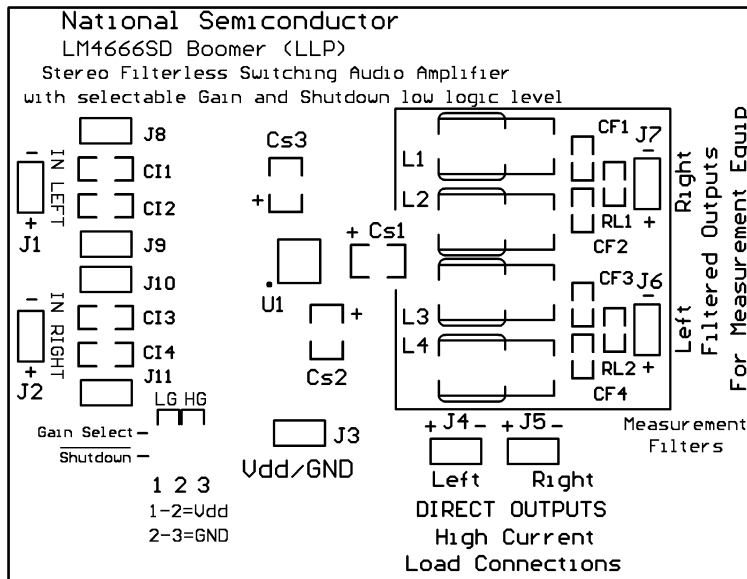 National Semiconductor
LM4666SD Boomer (LLP)
Stereo Filterless Switching Audio Amplifier
with selectable Gain and Shutdown low logic level
J8
IN LEFT
-
+
J1
CI1
CI2
J9
J10
IN RIGHT
-
+
J2
CI3
CI4
J11
LG HG
Gain Select -
Shutdown -
1 2 3
1-2=Vdd
2-3=GND
Cs3
+
+ Cs1
U1
+
Cs2
J3
Vdd/GND
L1
L2
L3
L4
CF1
J7
-
RL1
+
CF2
CF3
J6
-
RL2
+
CF4
Right
Left
Filtered Outputs
For Measurement Equip
Measurement
Filters
+ J4 -
+ J5 -
Left
Right
DIRECT OUTPUTS
High Current
Load Connections